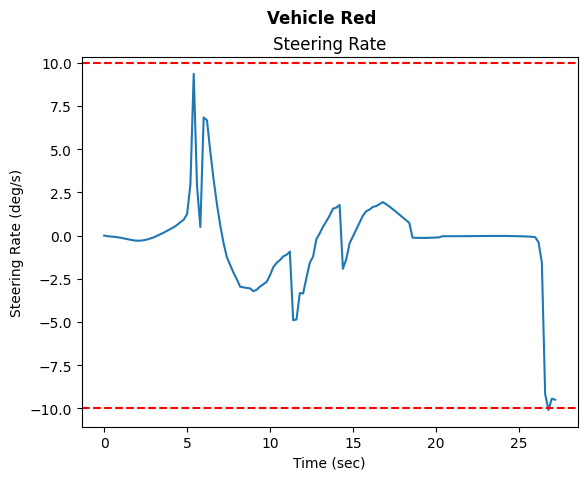 Vehicle Red
Steering Rate
10.0
7.5
5.0
2.5
0.0
−2.5
−5.0
−7.5
−10.0
Steering Rate (deg/s)
0 5 10 15 20 25
Time (sec)